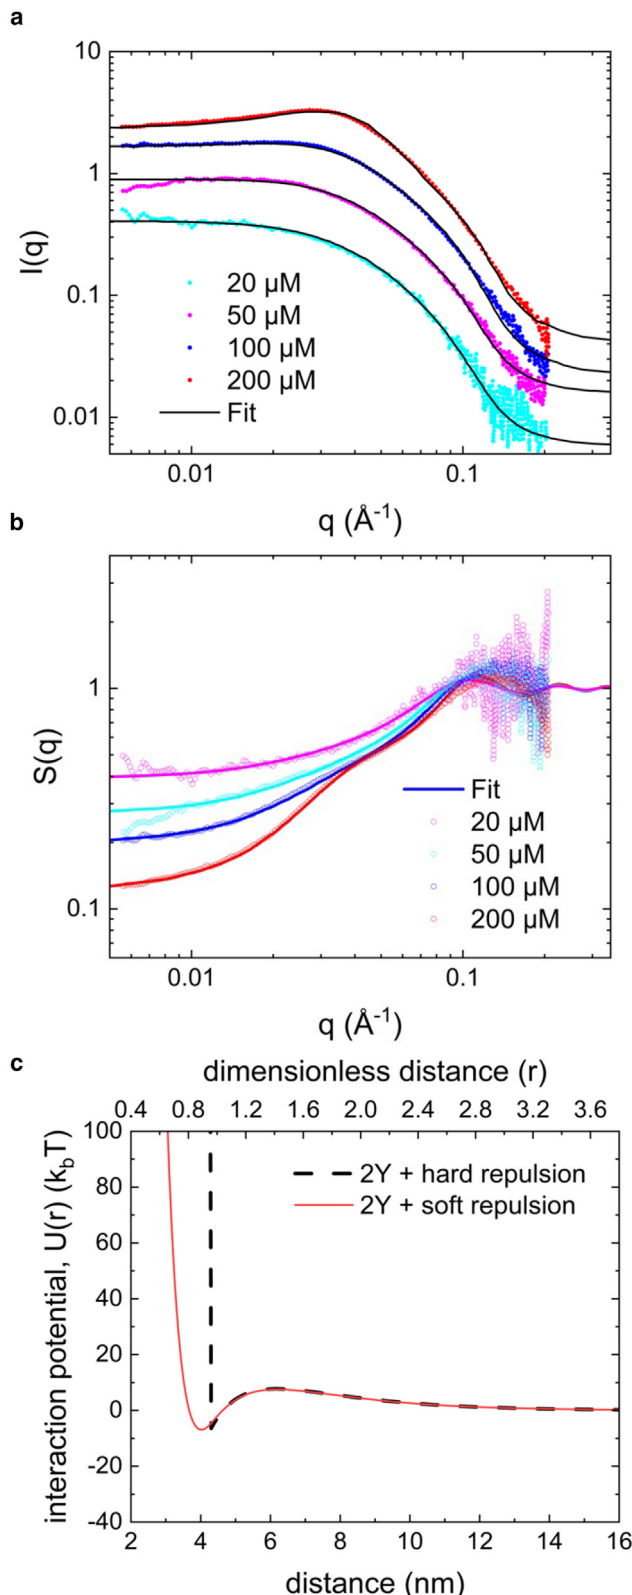 a
10
1
0.1
0.01
I(q)
20 µM
50 µM
100 µM
200 µM
Fit
0.01 0.1
q (Å-1)
b
1
0.1
S(q)
Fit
20 µM
50 µM
100 µM
200 µM
0.01 0.1
q (Å-1)
c
dimensionless distance (r)
0.4 0.8 1.2 1.6 2.0 2.4 2.8 3.2 3.6
100
80
60
40
20
0
-20
-40
interaction potential, U(r) (kbT)
2Y + hard repulsion
2Y + soft repulsion
2 4 6 8 10 12 14 16
distance (nm)